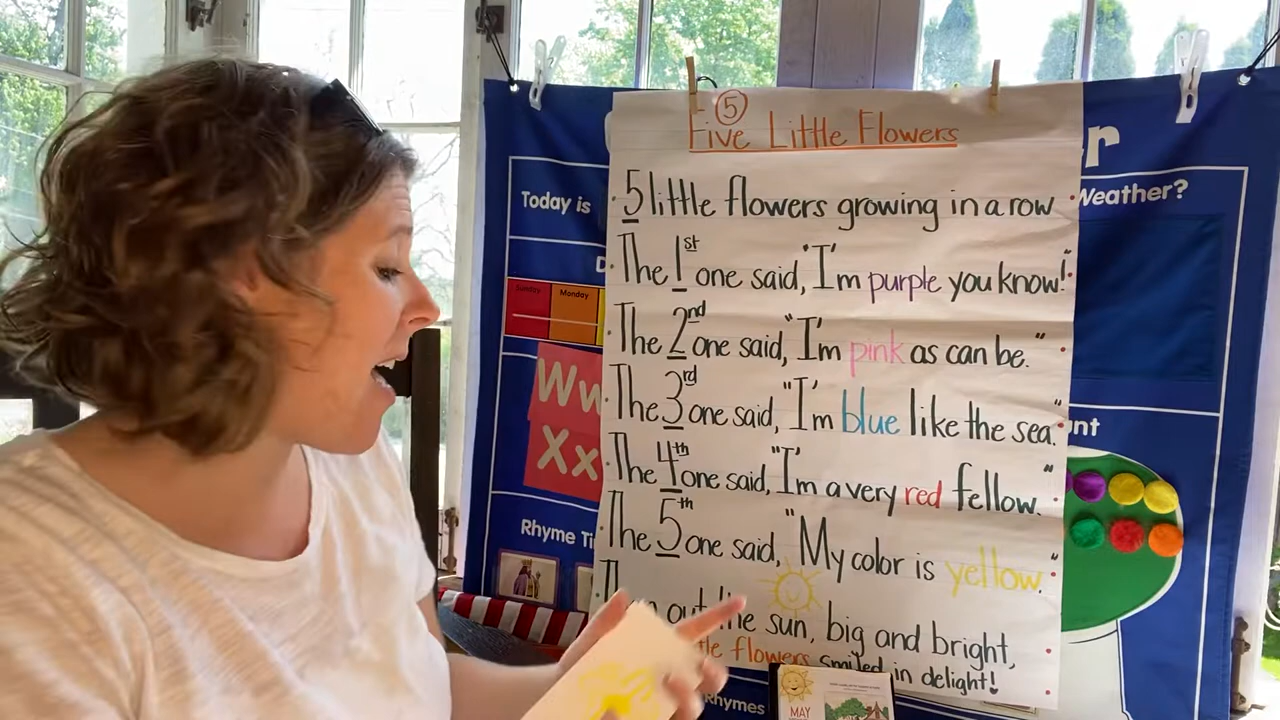 5
Five Little Flowers
5 little flowers growing in a row
The 1st one said, "I'm purple you know!"
The 2nd one said, "I'm pink as can be."
The 3rd one said, "I'm blue like the sea."
The 4th one said, "I'm a very red fellow."
The 5th one said, "My color is yellow."
out the sun, big and bright,
flowers smiled in delight!
Today is
Weather?
Sunday
Monday
Ww
Xx
Rhyme
Rhymes
MAY